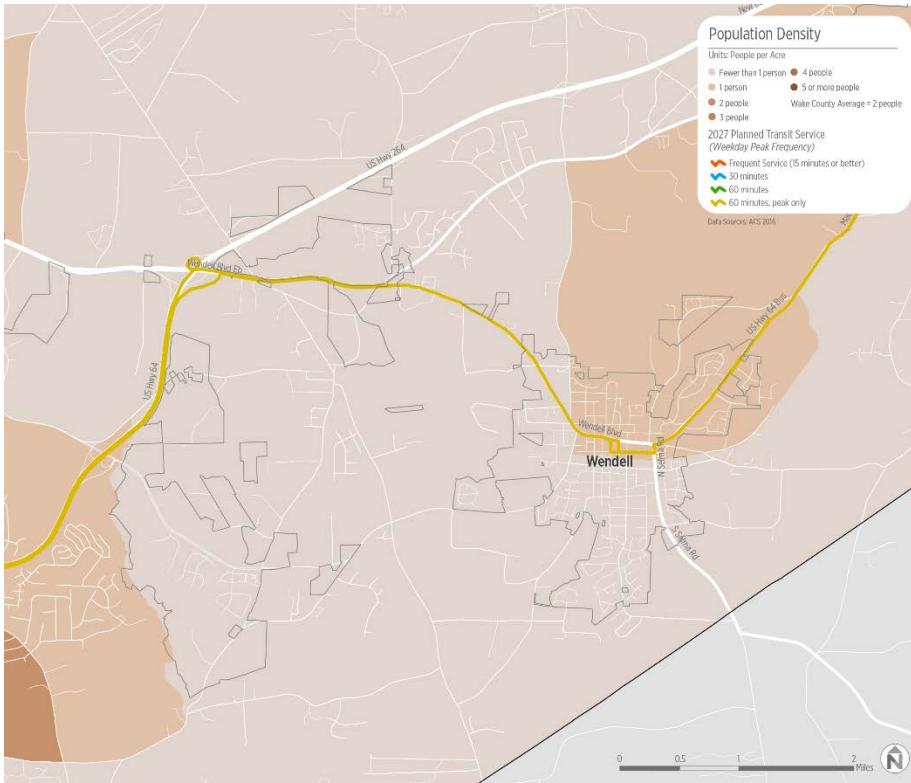 New B
Population Density
Units: People per Acre
Fewer than 1 person
4 people
1 person
5 or more people
2 people
Wake County Average = 2 people
3 people
2027 Planned Transit Service
(Weekday Peak Frequency)
Frequent Service (15 minutes or better)
30 minutes
60 minutes
60 minutes, peak only
Data Sources: ACS 2016
US Hwy 264
Wendell Blvd Eb
US Hwy 64
US Hwy 64 Bus
Wendell Blvd
Wendell
N Selma Rd
S Selma Rd
0 0.5 1 2
Miles
N